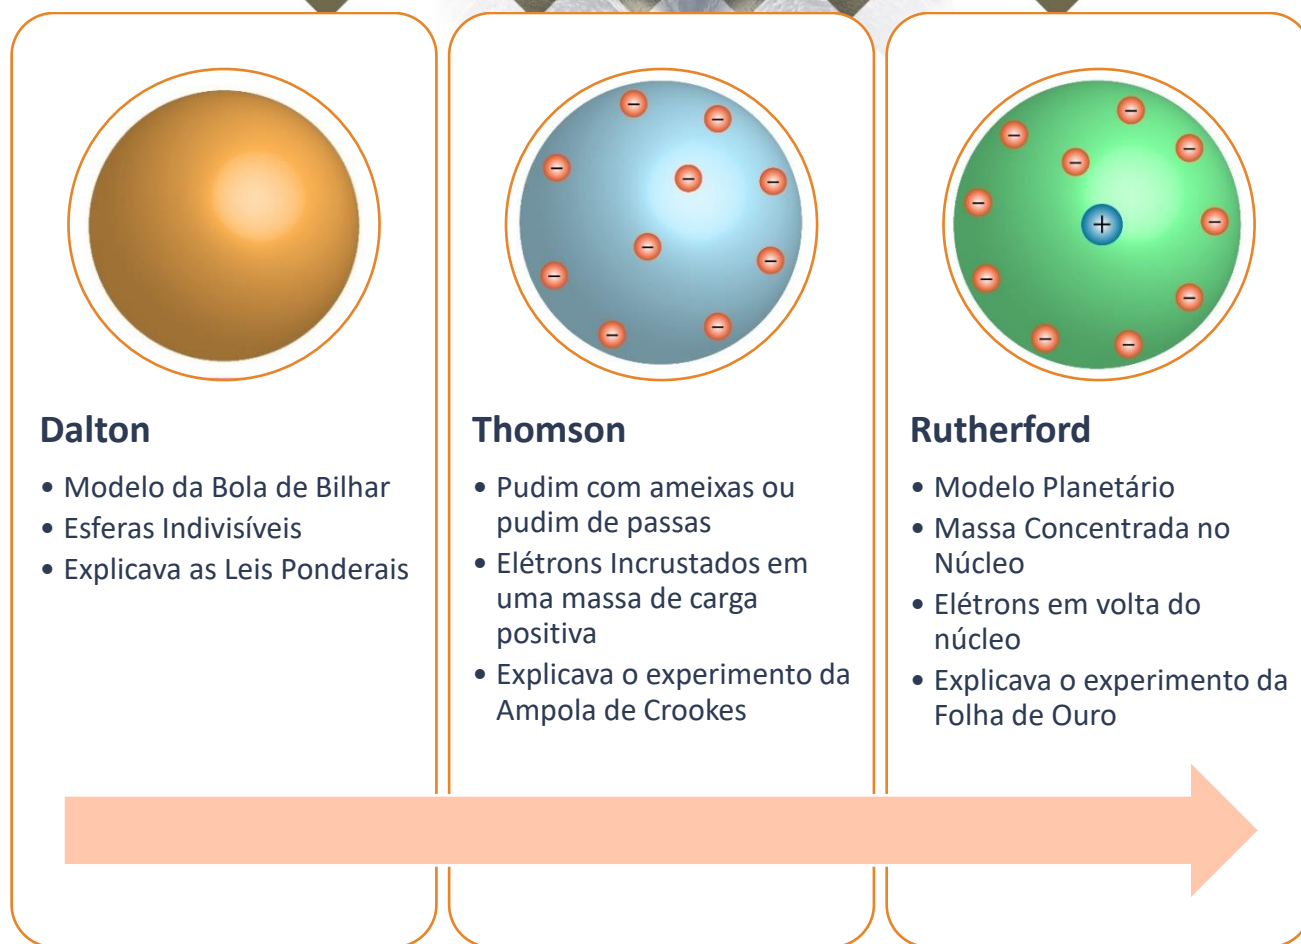 Dalton
• Modelo da Bola de Bilhar
• Esferas Indivisíveis
• Explicava as Leis Ponderais
Thomson
• Pudim com ameixas ou
pudim de passas
• Elétrons Incrustados em
uma massa de carga
positiva
• Explicava o experimento da
Ampola de Crookes
Rutherford
• Modelo Planetário
• Massa Concentrada no
Núcleo
• Elétrons em volta do
núcleo
• Explicava o experimento da
Folha de Ouro